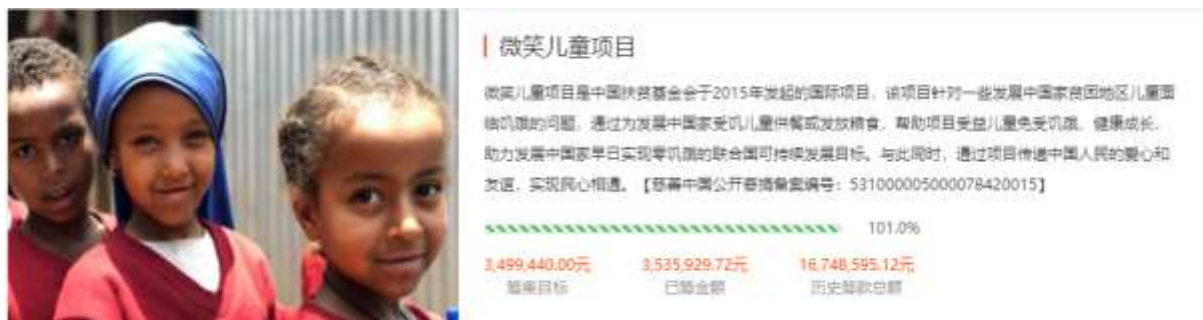 微笑儿童项目
微笑儿童项目是中国扶贫基金会于2015年发起的国际项目，该项目针对一些发展中国家贫困地区儿童面
临饥饿的问题，通过为发展中国家受饥儿童供餐或发放粮食，帮助项目受益儿童免受饥饿、健康成长，
助力发展中国家早日实现零饥饿的联合国可持续发展目标。与此同时，通过项目传递中国人民的爱心和
友谊，实现民心相通。【慈善中国公开募捐备案编号：531000005000078420015】
101.0%
3,499,440.00元 3,535,929.72元 16,748,595.12元
筹集目标 已筹金额 历史筹款总额